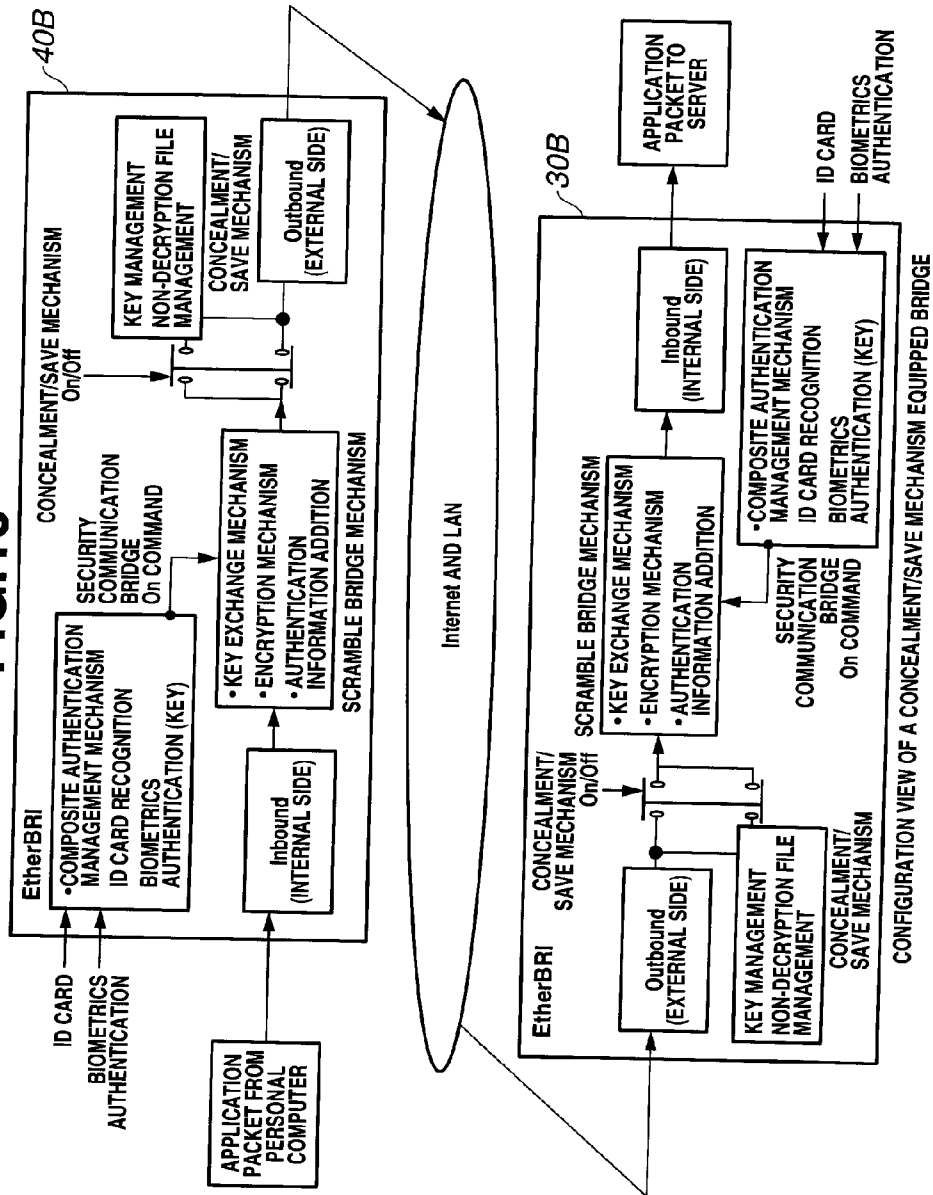 40B
EtherBRI
ID CARD
BIOMETRICS
AUTHENTICATION
•COMPOSITE AUTHENTICATION
MANAGEMENT MECHANISM
ID CARD RECOGNITION
BIOMETRICS
AUTHENTICATION (KEY)
SECURITY
COMMUNICATION
BRIDGE
On COMMAND
CONCEALMENT/SAVE MECHANISM
On/Off
KEY MANAGEMENT
NON-DECRYPTION FILE
MANAGEMENT
CONCEALMENT/
SAVE MECHANISM
APPLICATION
PACKET FROM
PERSONAL
COMPUTER
Inbound
(INTERNAL SIDE)
•KEY EXCHANGE MECHANISM
•ENCRYPTION MECHANISM
•AUTHENTICATION
INFORMATION ADDITION
SCRAMBLE BRIDGE MECHANISM
Outbound
(EXTERNAL SIDE)
Internet AND LAN
30B
EtherBRI
CONCEALMENT/
SAVE MECHANISM
On/Off
Outbound
(EXTERNAL SIDE)
KEY MANAGEMENT
NON-DECRYPTION FILE
MANAGEMENT
CONCEALMENT/
SAVE MECHANISM
SCRAMBLE BRIDGE MECHANISM
•KEY EXCHANGE MECHANISM
•ENCRYPTION MECHANISM
•AUTHENTICATION
INFORMATION ADDITION
Inbound
(INTERNAL SIDE)
APPLICATION
PACKET TO
SERVER
SECURITY
COMMUNICATION
BRIDGE
On COMMAND
•COMPOSITE AUTHENTICATION
MANAGEMENT MECHANISM
ID CARD RECOGNITION
BIOMETRICS
AUTHENTICATION (KEY)
ID CARD
BIOMETRICS
AUTHENTICATION
CONFIGURATION VIEW OF A CONCEALMENT/SAVE MECHANISM EQUIPPED BRIDGE